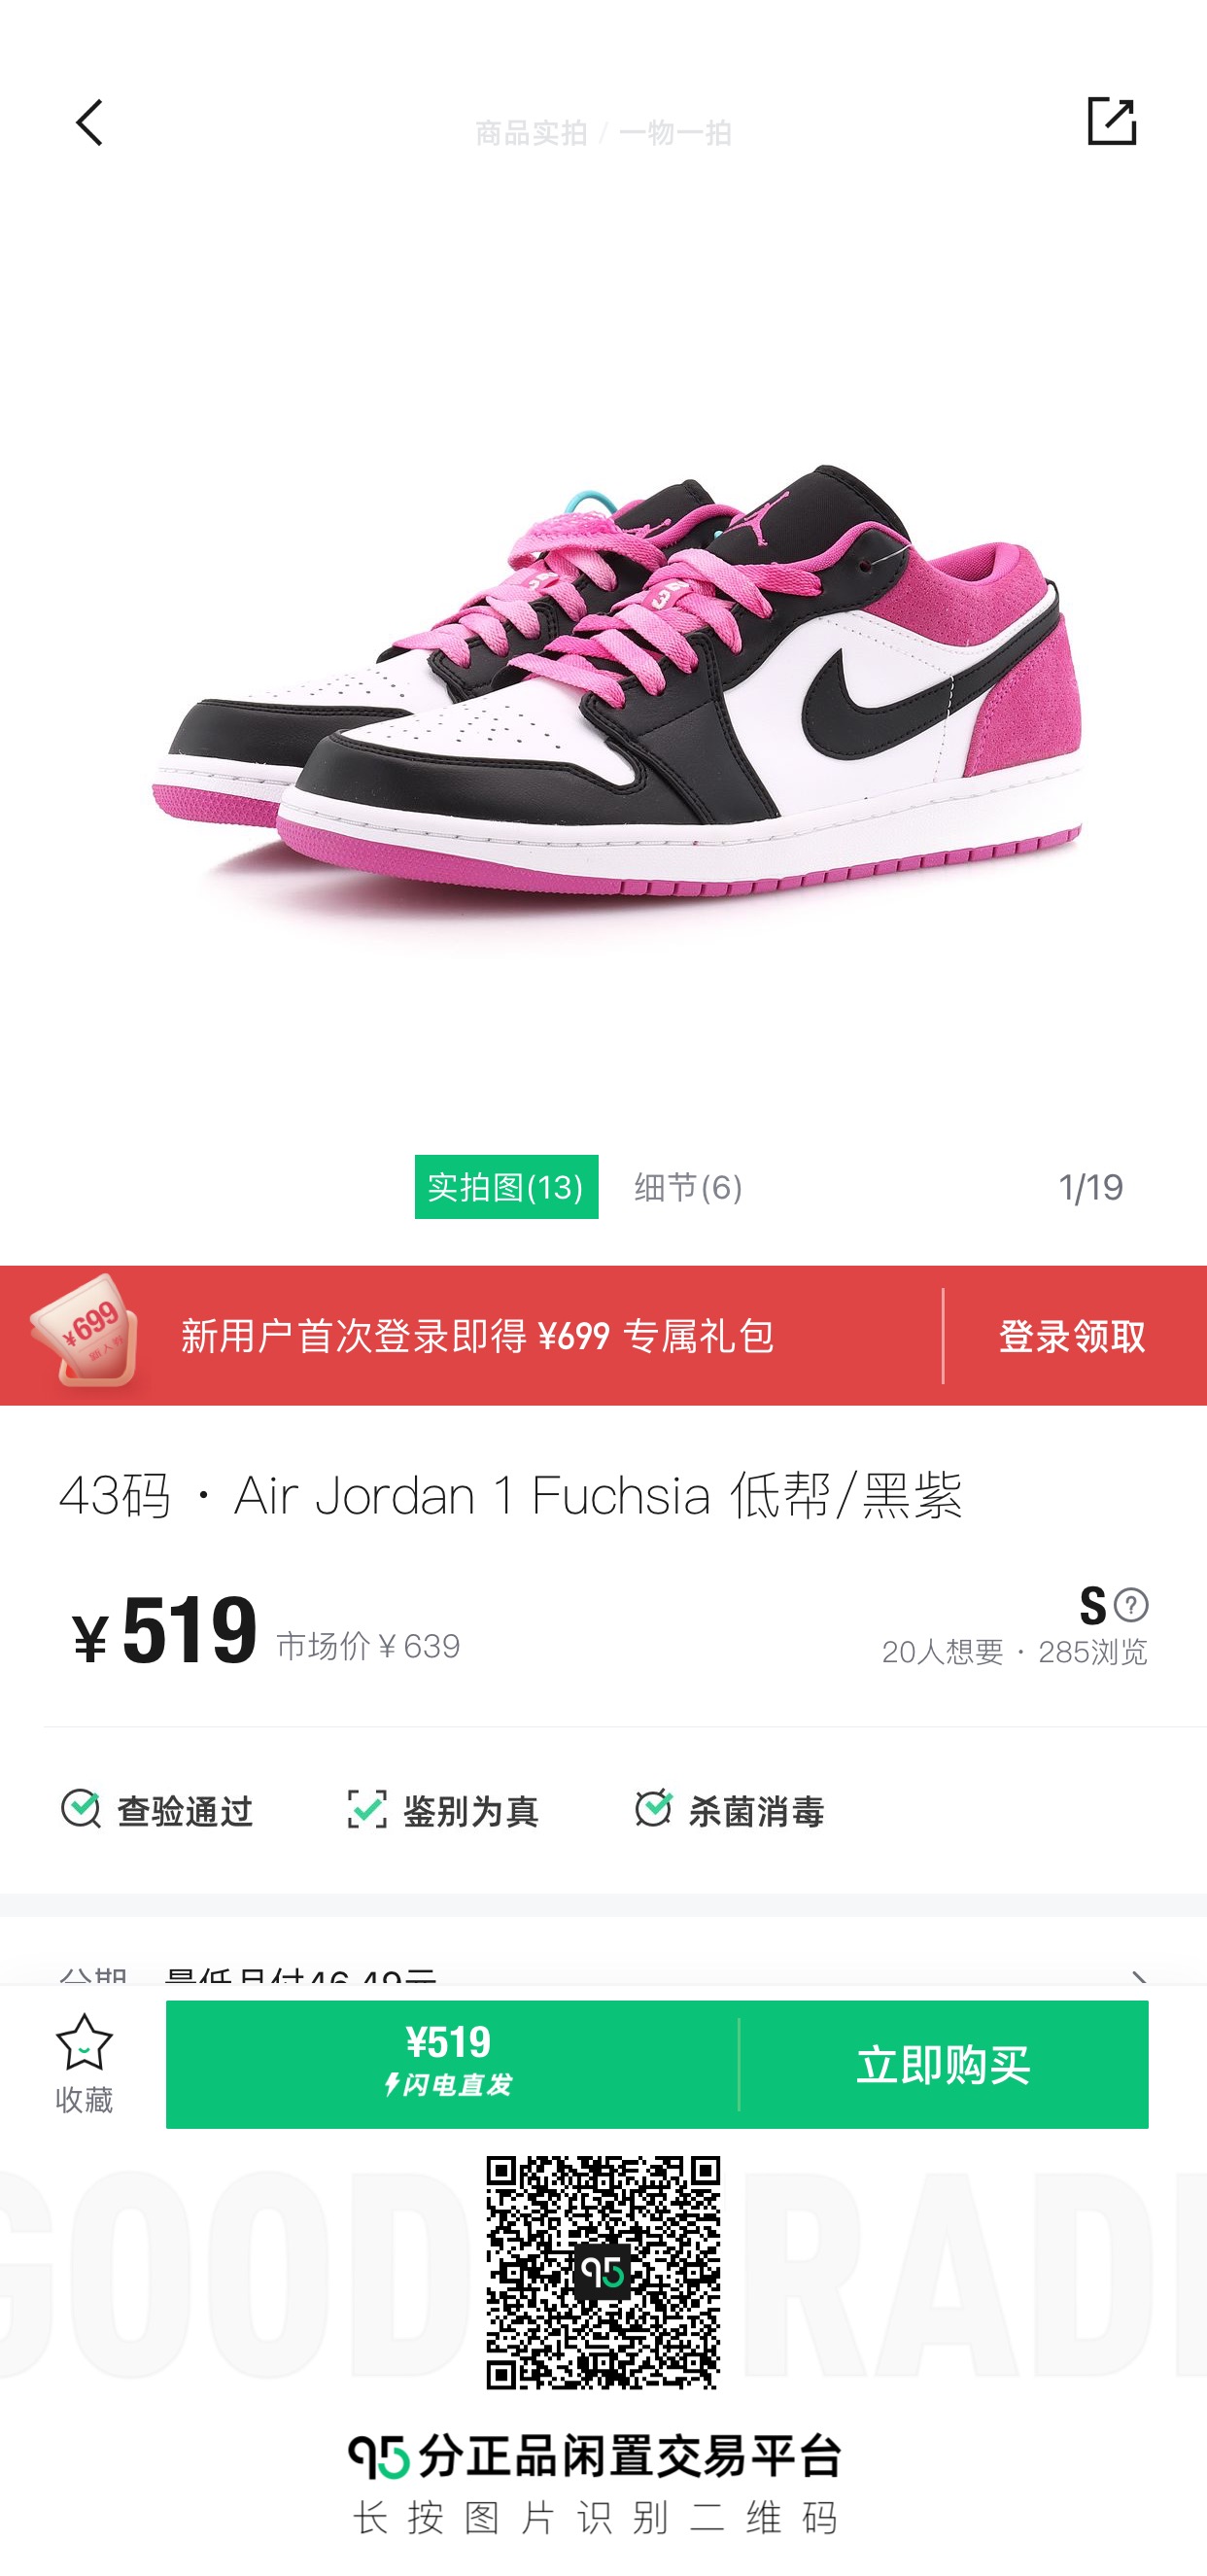 商品实拍 / 一物一拍
实拍图(13) 细节(6) 1/19
¥699
新用户首次登录即得 ¥699 专属礼包 登录领取
43码 · Air Jordan 1 Fuchsia 低帮/黑紫
¥519 市场价¥639
S
20人想要 · 285浏览
查验通过 鉴别为真 杀菌消毒
分期 最低月付46.49元
收藏
¥519
闪电直发
立即购买
GOOD RAD
95
95分正品闲置交易平台
长按图片识别二维码